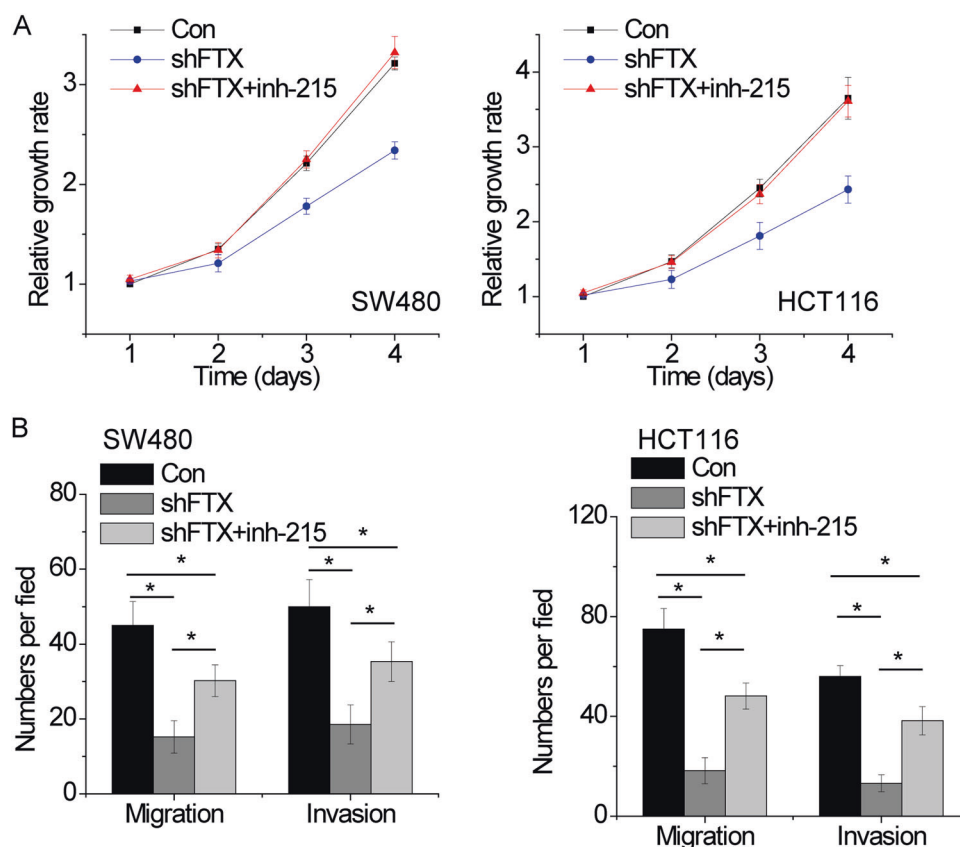 A
Con
shFTX
shFTX+inh-215
Relative growth rate
3
2
1
SW480
1 2 3 4
Time (days)
Con
shFTX
shFTX+inh-215
Relative growth rate
5
4
3
2
1
HCT116
1 2 3 4
Time (days)
B
SW480
Con
shFTX
shFTX+inh-215
Numbers per fied
80
60
40
20
0
* * *
* * *
Migration Invasion
HCT116
Con
shFTX
shFTX+inh-215
Numbers per fied
120
80
40
0
* * *
* * *
Migration Invasion